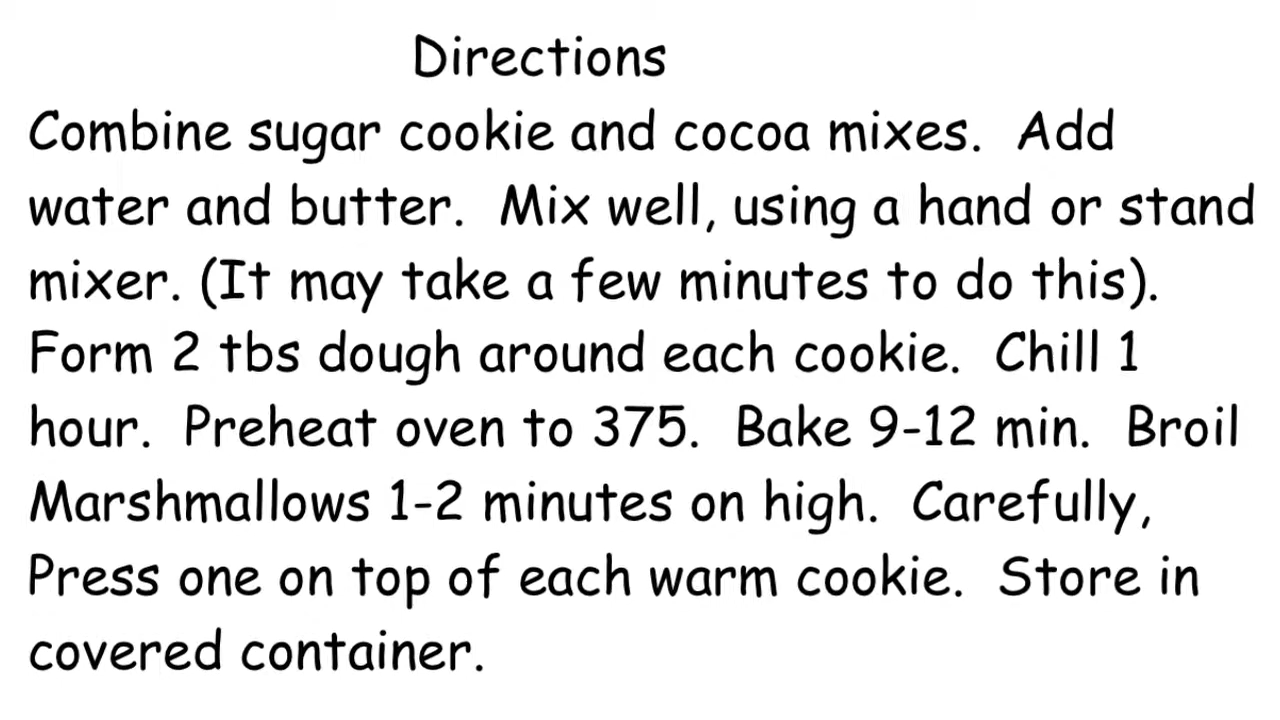 Directions
Combine sugar cookie and cocoa mixes.  Add
water and butter.  Mix well, using a hand or stand
mixer. (It may take a few minutes to do this).
Form 2 tbs dough around each cookie.  Chill 1
hour.  Preheat oven to 375.  Bake 9-12 min.  Broil
Marshmallows 1-2 minutes on high.  Carefully,
Press one on top of each warm cookie.  Store in
covered container.